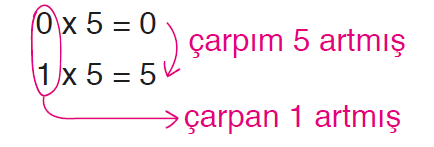 0 x 5 = 0
çarpım 5 artmış
1 x 5 = 5
çarpan 1 artmış